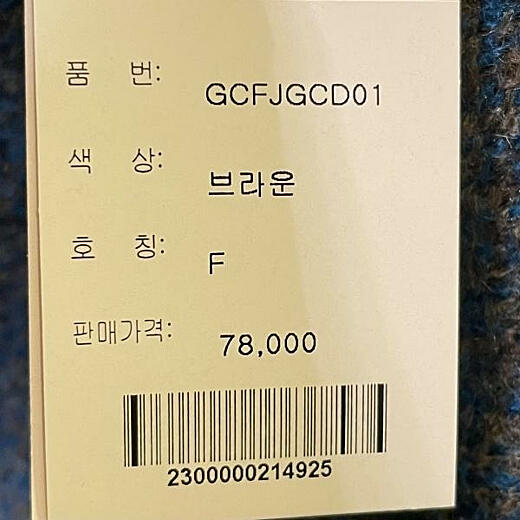 품 번: GCFJGCD01
색 상: 브라운
호 칭: F
판매가격: 78,000
2300000214925